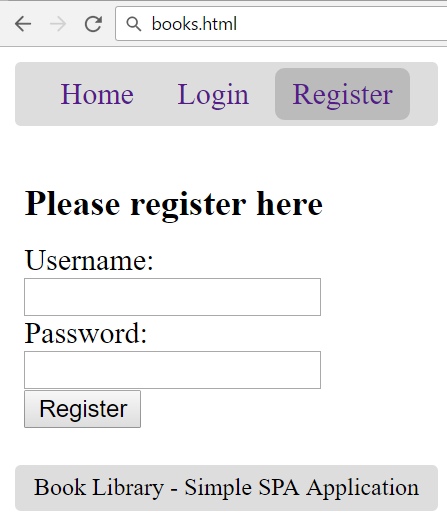 books.html
Home Login Register
Please register here
Username:
Password:
Register
Book Library - Simple SPA Application